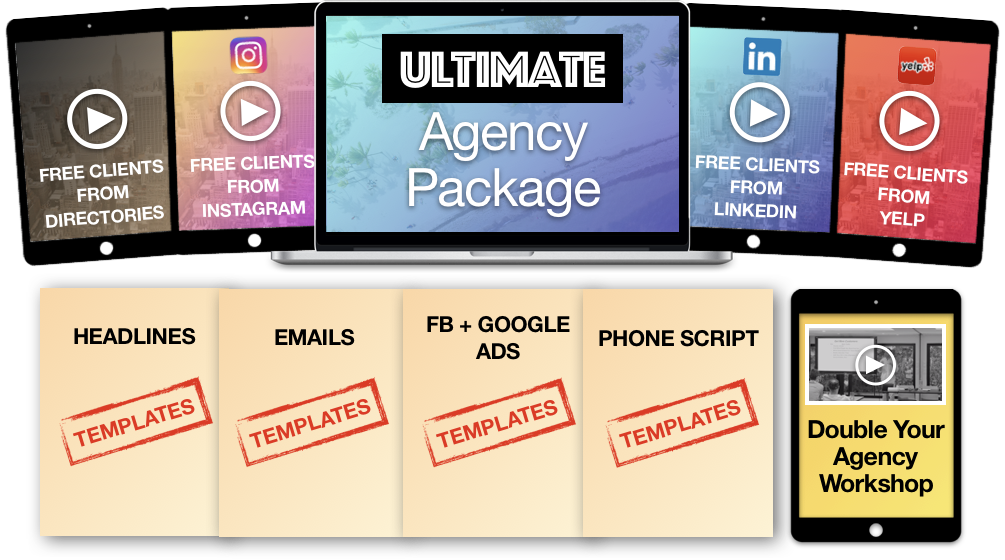 FREE CLIENTS
FROM
DIRECTORIES
FREE CLIENTS
FROM
INSTAGRAM
ULTIMATE
Agency
Package
in
FREE CLIENTS
FROM
LINKEDIN
yelp
FREE CLIENTS
FROM
YELP
HEADLINES
TEMPLATES
EMAILS
TEMPLATES
FB + GOOGLE
ADS
TEMPLATES
PHONE SCRIPT
TEMPLATES
Double Your
Agency
Workshop